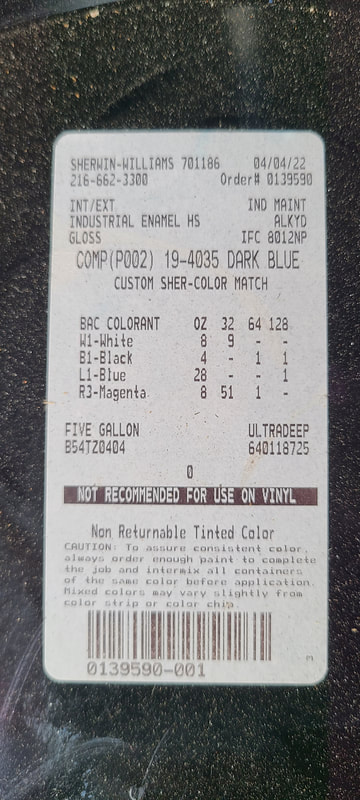 SHERWIN-WILLIAMS 701186 04/04/22
216-662-3300 Order# 0139590
INT/EXT IND MAINT
INDUSTRIAL ENAMEL HS ALKYD
GLOSS IFC 8012NP
COMP(P002) 19-4035 DARK BLUE
CUSTOM SHER-COLOR MATCH
BAC COLORANT OZ 32 64 128
W1-White 8 9 - -
B1-Black 4 - 1 1
L1-Blue 28 - - 1
R3-Magenta 8 51 1 -
FIVE GALLON ULTRADEEP
B54TZ0404 640118725
0
NOT RECOMMENDED FOR USE ON VINYL
Non Returnable Tinted Color
CAUTION: To assure consistent color,
always order enough paint to complete
the job and intermix all containers
of the same color before application.
Mixed colors may vary slightly from
color strip or color chip.
0139590-001